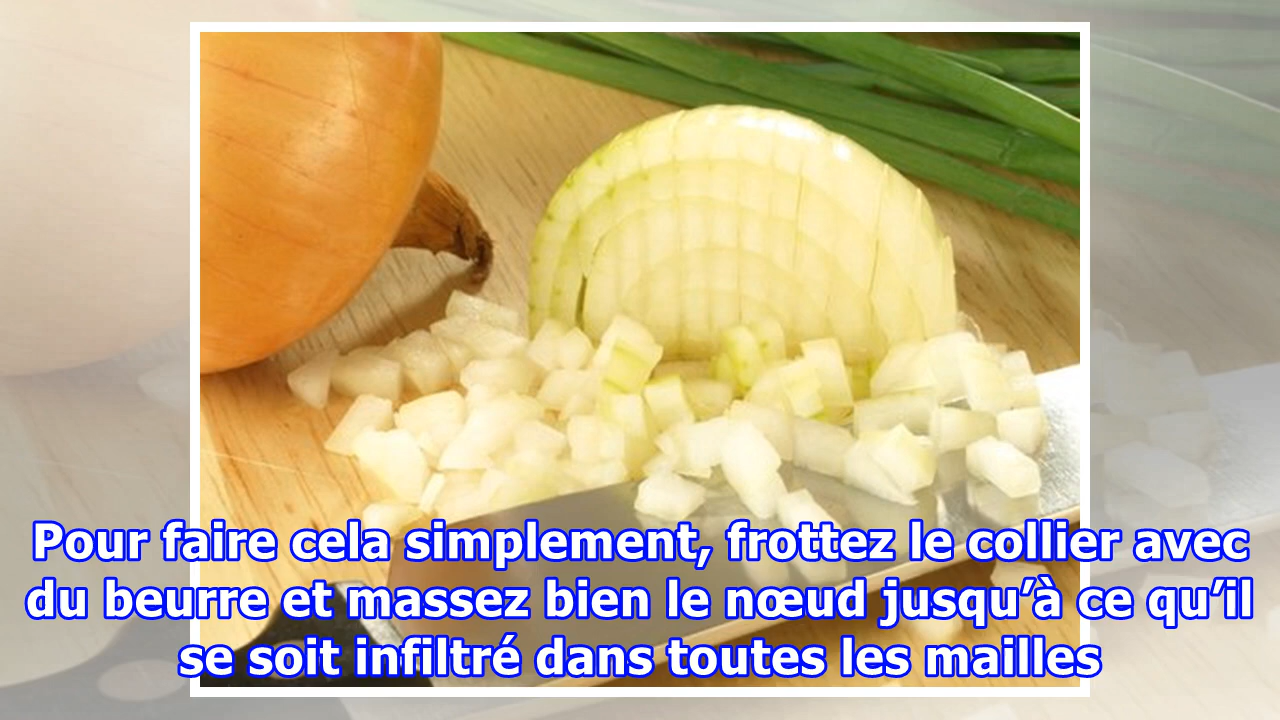 Pour faire cela simplement, frottez le collier avec
du beurre et massez bien le nœud jusqu’à ce qu’il
se soit infiltré dans toutes les mailles